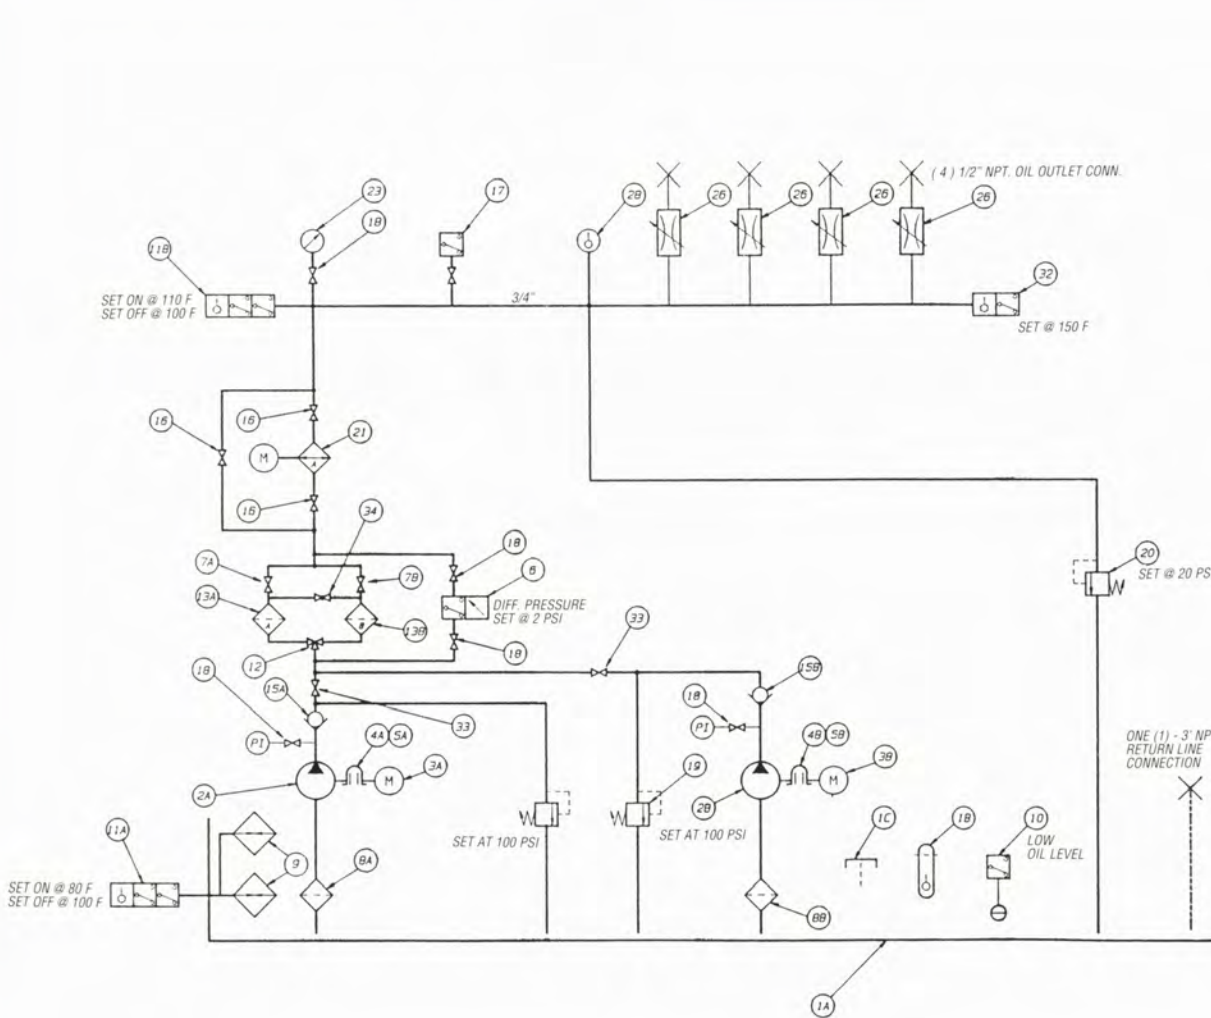 ( 4 ) 1/2" NPT. OIL OUTLET CONN.
23
17
28
26
26
26
26
18
11B
32
SET ON @ 110 F
SET OFF @ 100 F
3/4"
SET @ 150 F
16
16
21
M
A
16
34
18
20
SET @ 20 PS
7A
7B
6
13A
A
B
13B
DIFF. PRESSURE
SET @ 2 PSI
12
18
33
15B
18
15A
33
18
PI
PI
4A
5A
4B
5B
ONE (1) - 3' NP
RETURN LINE
CONNECTION
2A
M
3A
19
2B
M
3B
11A
9
8A
SET AT 100 PSI
SET AT 100 PSI
1C
1B
10
LOW
OIL LEVEL
SET ON @ 80 F
SET OFF @ 100 F
8B
1A